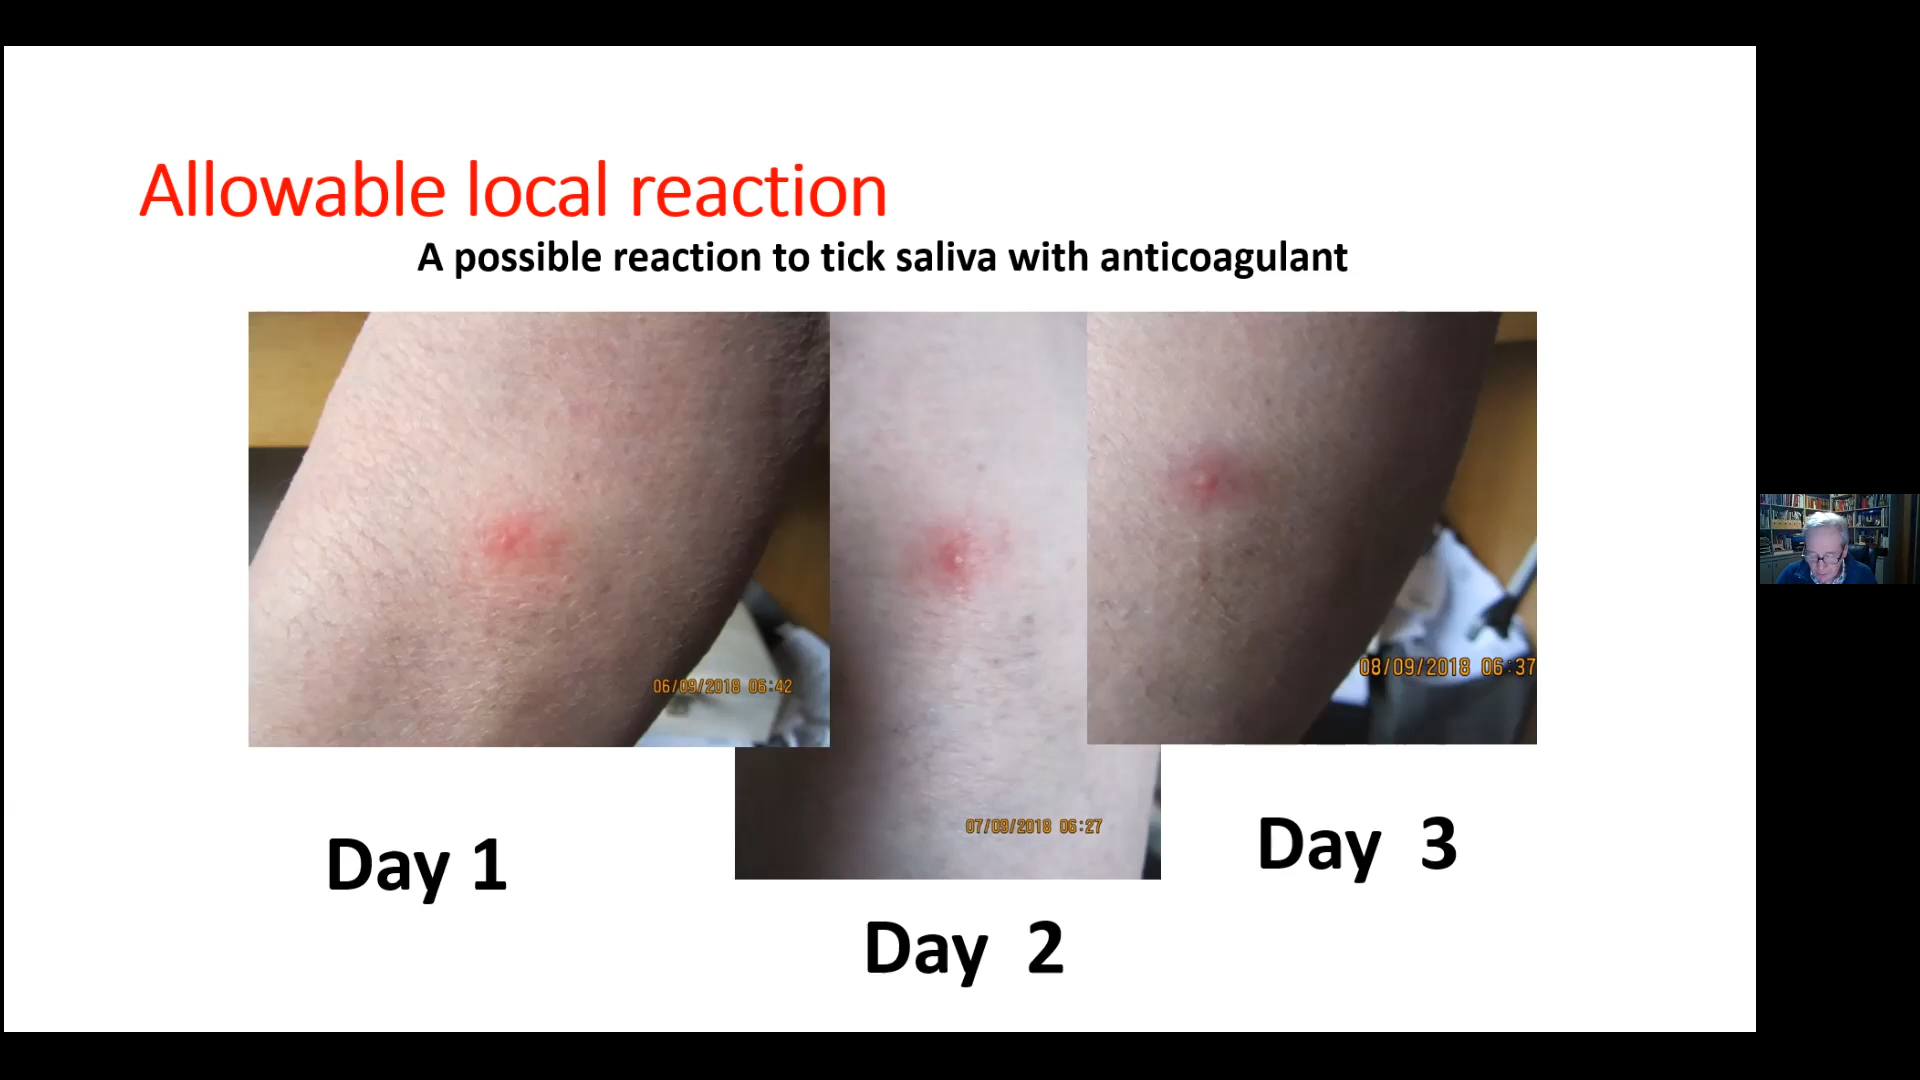 Allowable local reaction
A possible reaction to tick saliva with anticoagulant
06/09/2018 06:42
07/09/2018 06:27
08/09/2018 06:37
Day 1
Day 2
Day 3